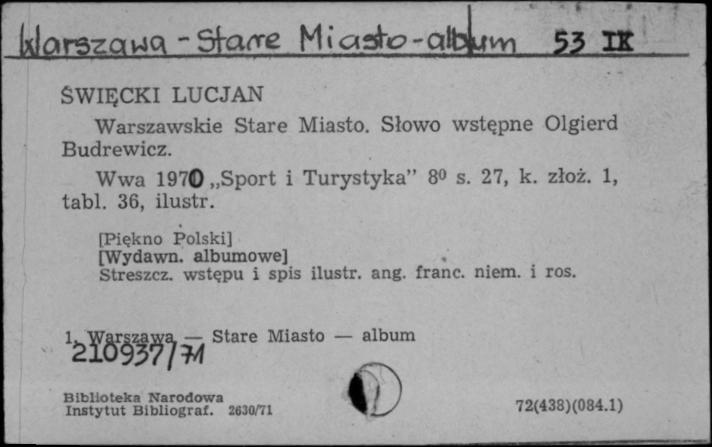 Warszawa - Stare Miasto - album 53 IX
ŚWIĘCKI LUCJAN
Warszawskie Stare Miasto. Słowo wstępne Olgierd
Budrewicz.
Wwa 1970 „Sport i Turystyka” 8⁰ s. 27, k. złoż. 1,
tabl. 36, ilustr.
[Piękno Polski]
[Wydawn. albumowe]
Streszcz. wstępu i spis ilustr. ang. franc. niem. i ros.
1. Warszawa — Stare Miasto — album
210937/71
Biblioteka Narodowa
Instytut Bibliograf. 2630/71
72(438)(084.1)